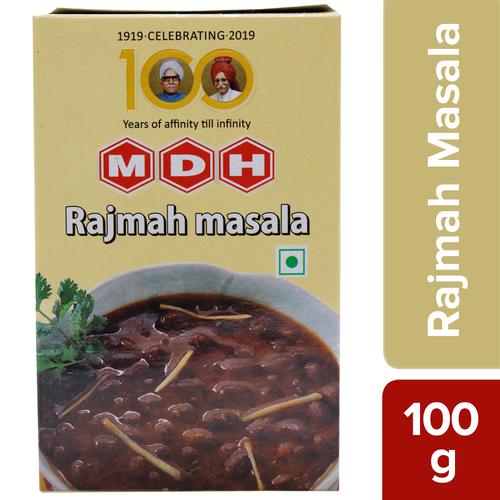 1919·CELEBRATING·2019
100
Years of affinity till infinity
MDH
Rajmah masala
Rajmah Masala
100
g